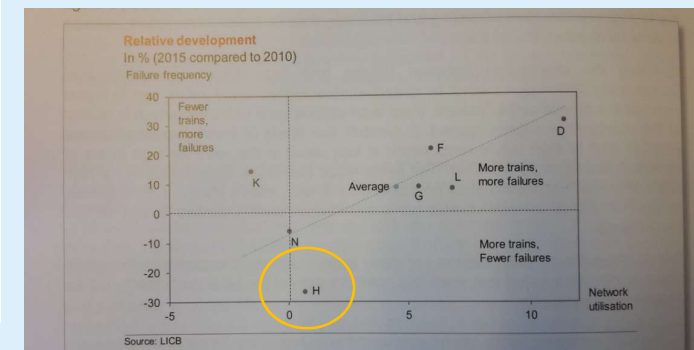 Relative development
In % (2015 compared to 2010)
Failure frequency
40
Fewer
trains,
more
failures
30
D
F
20
K
Average
L
More trains,
more failures
10
G
0
N
More trains,
Fewer failures
-10
-20
H
Network
utilisation
-30
-5
0
5
10
Source: LICB